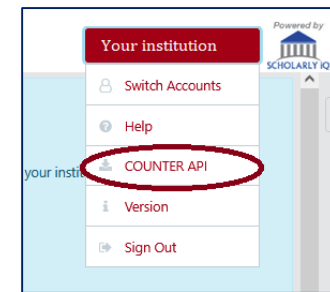 Powered by
SCHOLARLY iQ
Your institution
Switch Accounts
Help
your instit
COUNTER API
Version
Sign Out